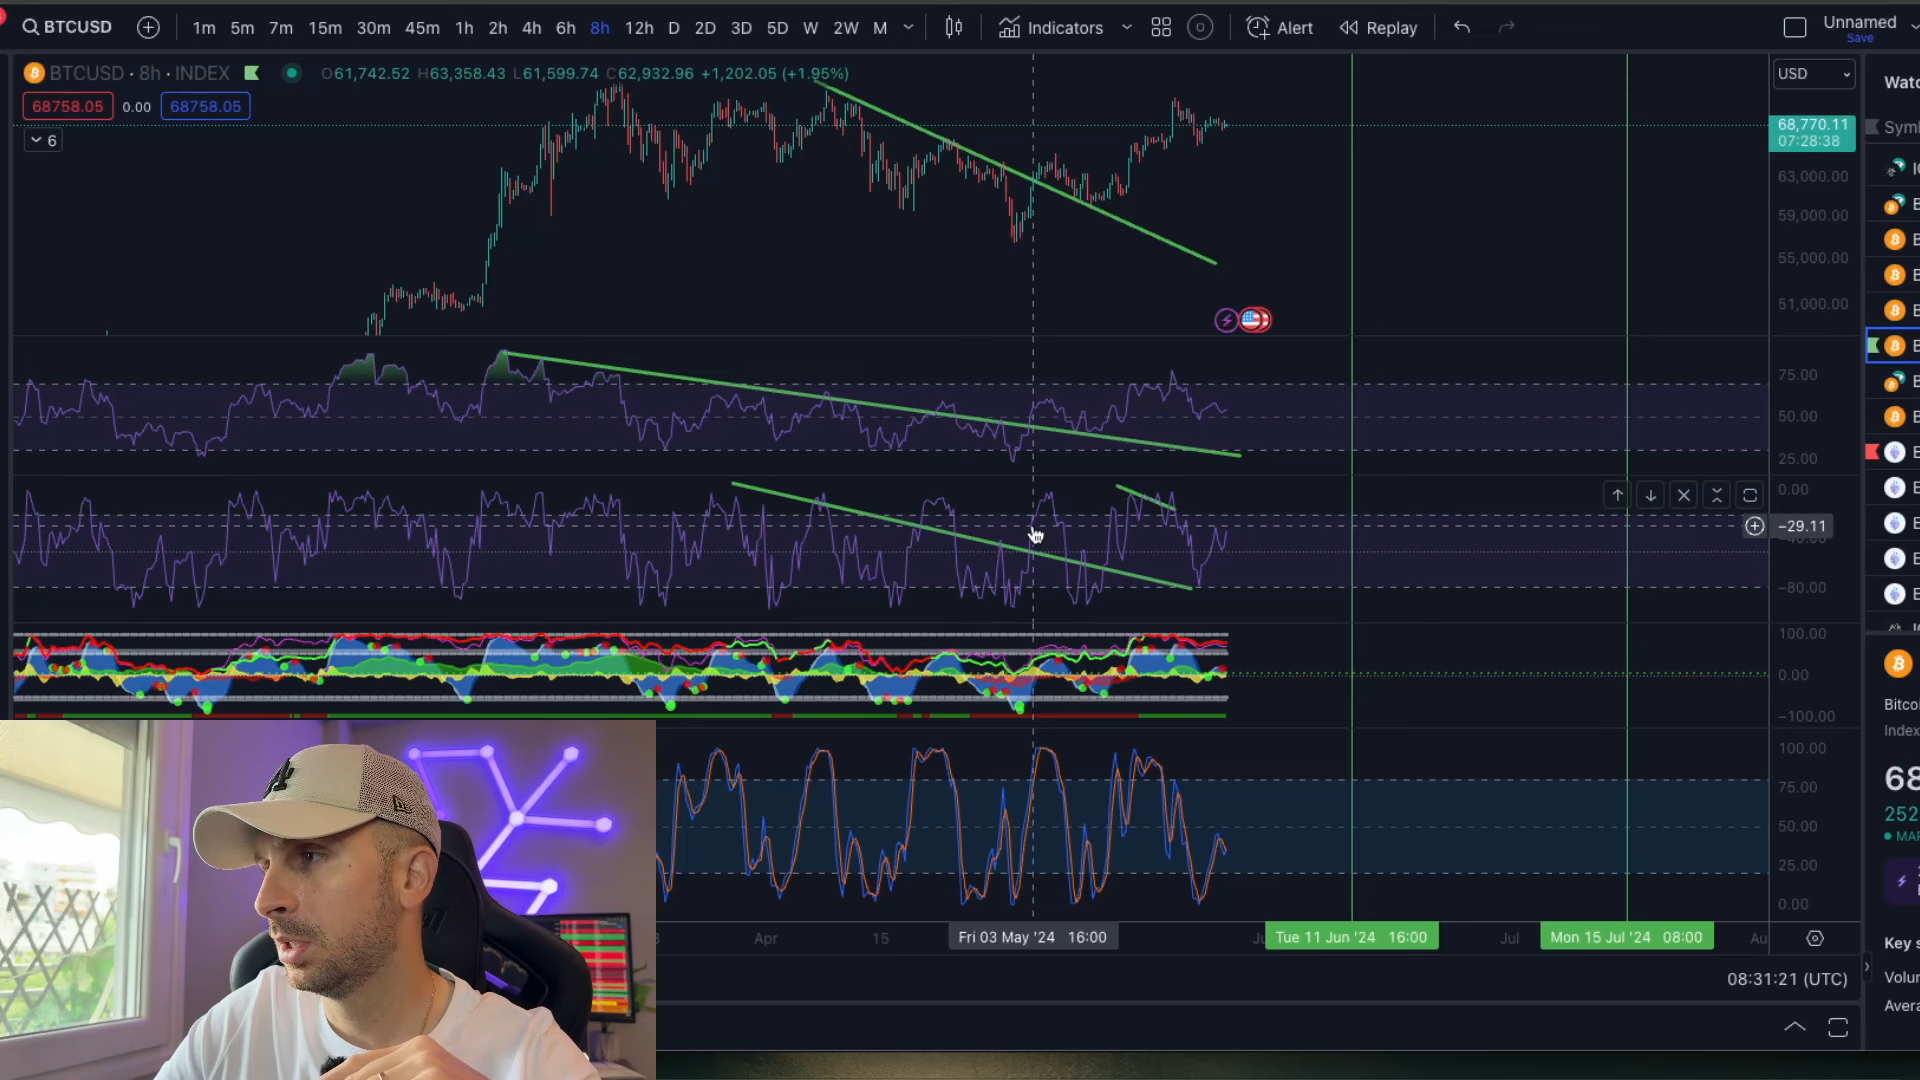 BTCUSD 1m 5m 7m 15m 30m 45m 1h 2h 4h 6h 8h 12h D 2D 3D 5D W 2W M Indicators Alert Replay Unnamed
Save
BTCUSD · 8h · INDEX O61,742.52 H63,358.43 L61,599.74 C62,932.96 +1,202.05 (+1.95%) USD Watc
68758.05 0.00 68758.05
6
Syml
68,770.11
07:28:38
63,000.00
59,000.00
55,000.00
51,000.00
75.00
50.00
25.00
0.00
−29.11
−80.00
100.00
0.00
−100.00
100.00
75.00
50.00
25.00
0.00
Bitcoi
Index
68
252
MAR
Apr 15 Fri 03 May '24 16:00 Tue 11 Jun '24 16:00 Jul Mon 15 Jul '24 08:00 Au
Key s
08:31:21 (UTC)
Volur
Avera